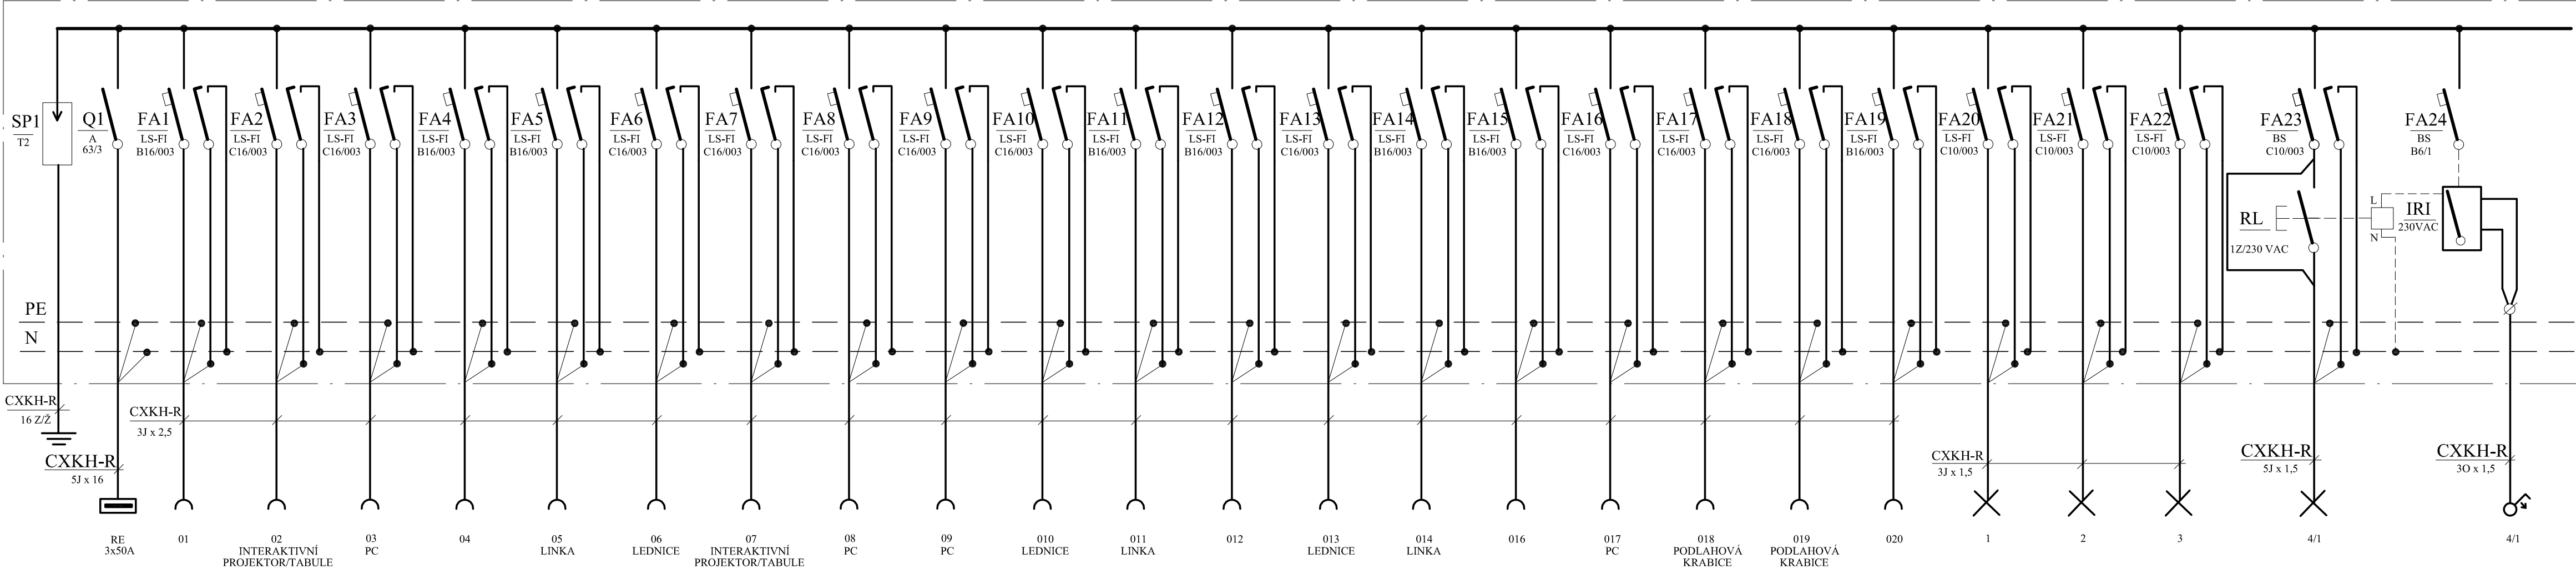 SP1
T2
Q1
A
63/3
FA1
LS-FI
B16/003
FA2
LS-FI
C16/003
FA3
LS-FI
C16/003
FA4
LS-FI
B16/003
FA5
LS-FI
B16/003
FA6
LS-FI
C16/003
FA7
LS-FI
C16/003
FA8
LS-FI
C16/003
FA9
LS-FI
C16/003
FA10
LS-FI
C16/003
FA11
LS-FI
B16/003
FA12
LS-FI
B16/003
FA13
LS-FI
C16/003
FA14
LS-FI
B16/003
FA15
LS-FI
B16/003
FA16
LS-FI
C16/003
FA17
LS-FI
C16/003
FA18
LS-FI
C16/003
FA19
LS-FI
B16/003
FA20
LS-FI
C10/003
FA21
LS-FI
C10/003
FA22
LS-FI
C10/003
FA23
BS
C10/003
FA24
BS
B6/1
RL
1Z/230 VAC
L
N
IRI
230VAC
PE
N
CXKH-R
16 Z/Ž
CXKH-R
3J x 2,5
CXKH-R
5J x 16
CXKH-R
3J x 1,5
CXKH-R
5J x 1,5
CXKH-R
3O x 1,5
RE
3x50A
01
02
INTERAKTIVNÍ
PROJEKTOR/TABULE
03
PC
04
05
LINKA
06
LEDNICE
07
INTERAKTIVNÍ
PROJEKTOR/TABULE
08
PC
09
PC
010
LEDNICE
011
LINKA
012
013
LEDNICE
014
LINKA
016
017
PC
018
PODLAHOVÁ
KRABICE
019
PODLAHOVÁ
KRABICE
020
1
2
3
4/1
4/1